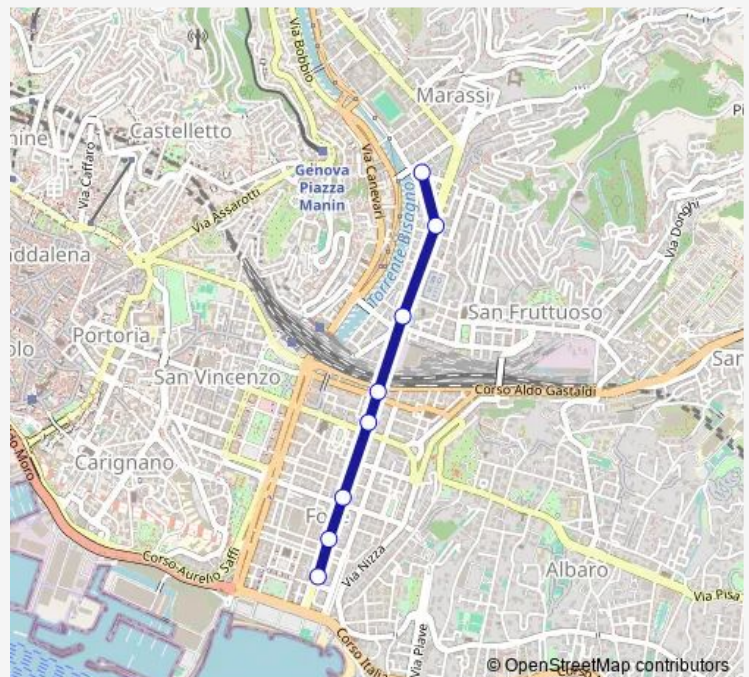 Via Bobbio
Marassi
Castelletto
Via Caffaro
Genova
Piazza
Manin
Via Canevari
Via Assarotti
Torrente Bisagno
Via Donghi
Portoria
San Fruttuoso
San Vincenzo
Corso Aldo Gastaldi
Carignano
Via Nizza
Corso Aurelio Saffi
Albaro
Via Pisa
Via Piave
Corso Italia
© OpenStreetMap contributors